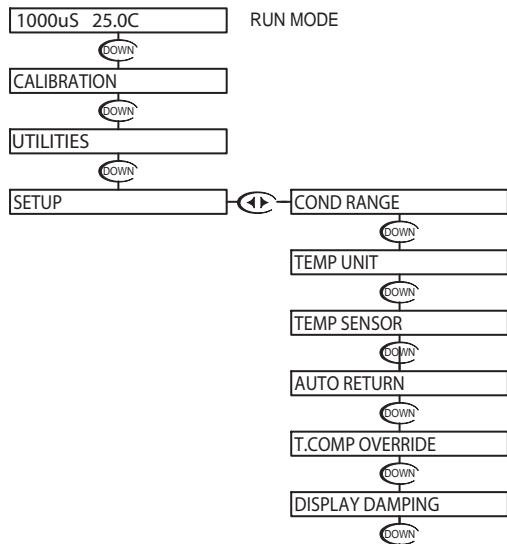 1000uS 25.0C RUN MODE
DOWN
CALIBRATION
DOWN
UTILITIES
DOWN
SETUP COND RANGE
DOWN
TEMP UNIT
DOWN
TEMP SENSOR
DOWN
AUTO RETURN
DOWN
T.COMP OVERRIDE
DOWN
DISPLAY DAMPING
DOWN